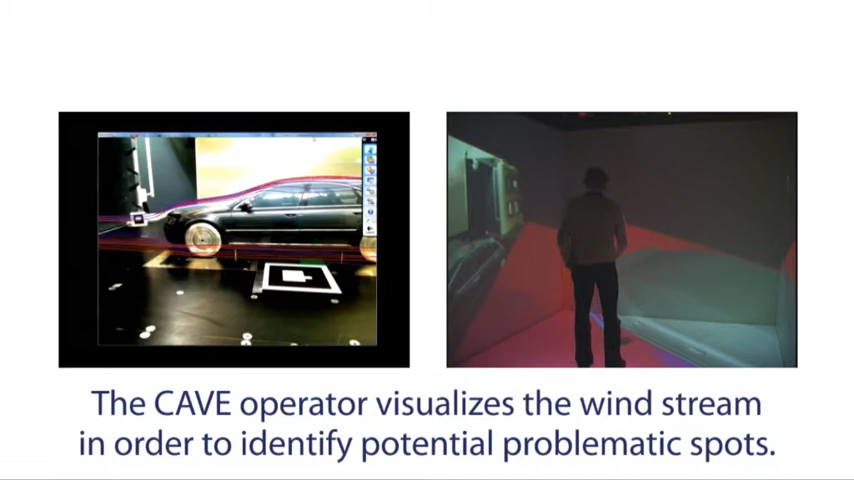 The CAVE operator visualizes the wind stream
in order to identify potential problematic spots.